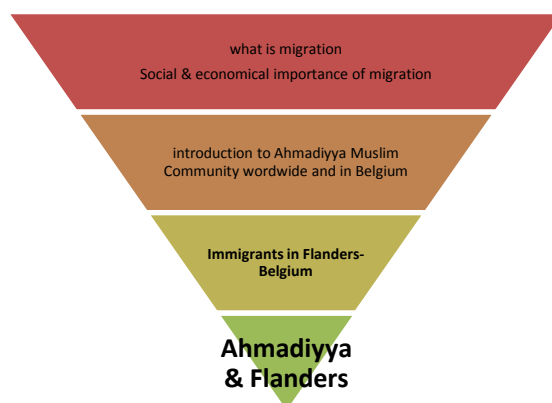 what is migration
Social & economical importance of migration
introduction to Ahmadiyya Muslim
Community wordwide and in Belgium
Immigrants in Flanders-
Belgium
Ahmadiyya
& Flanders